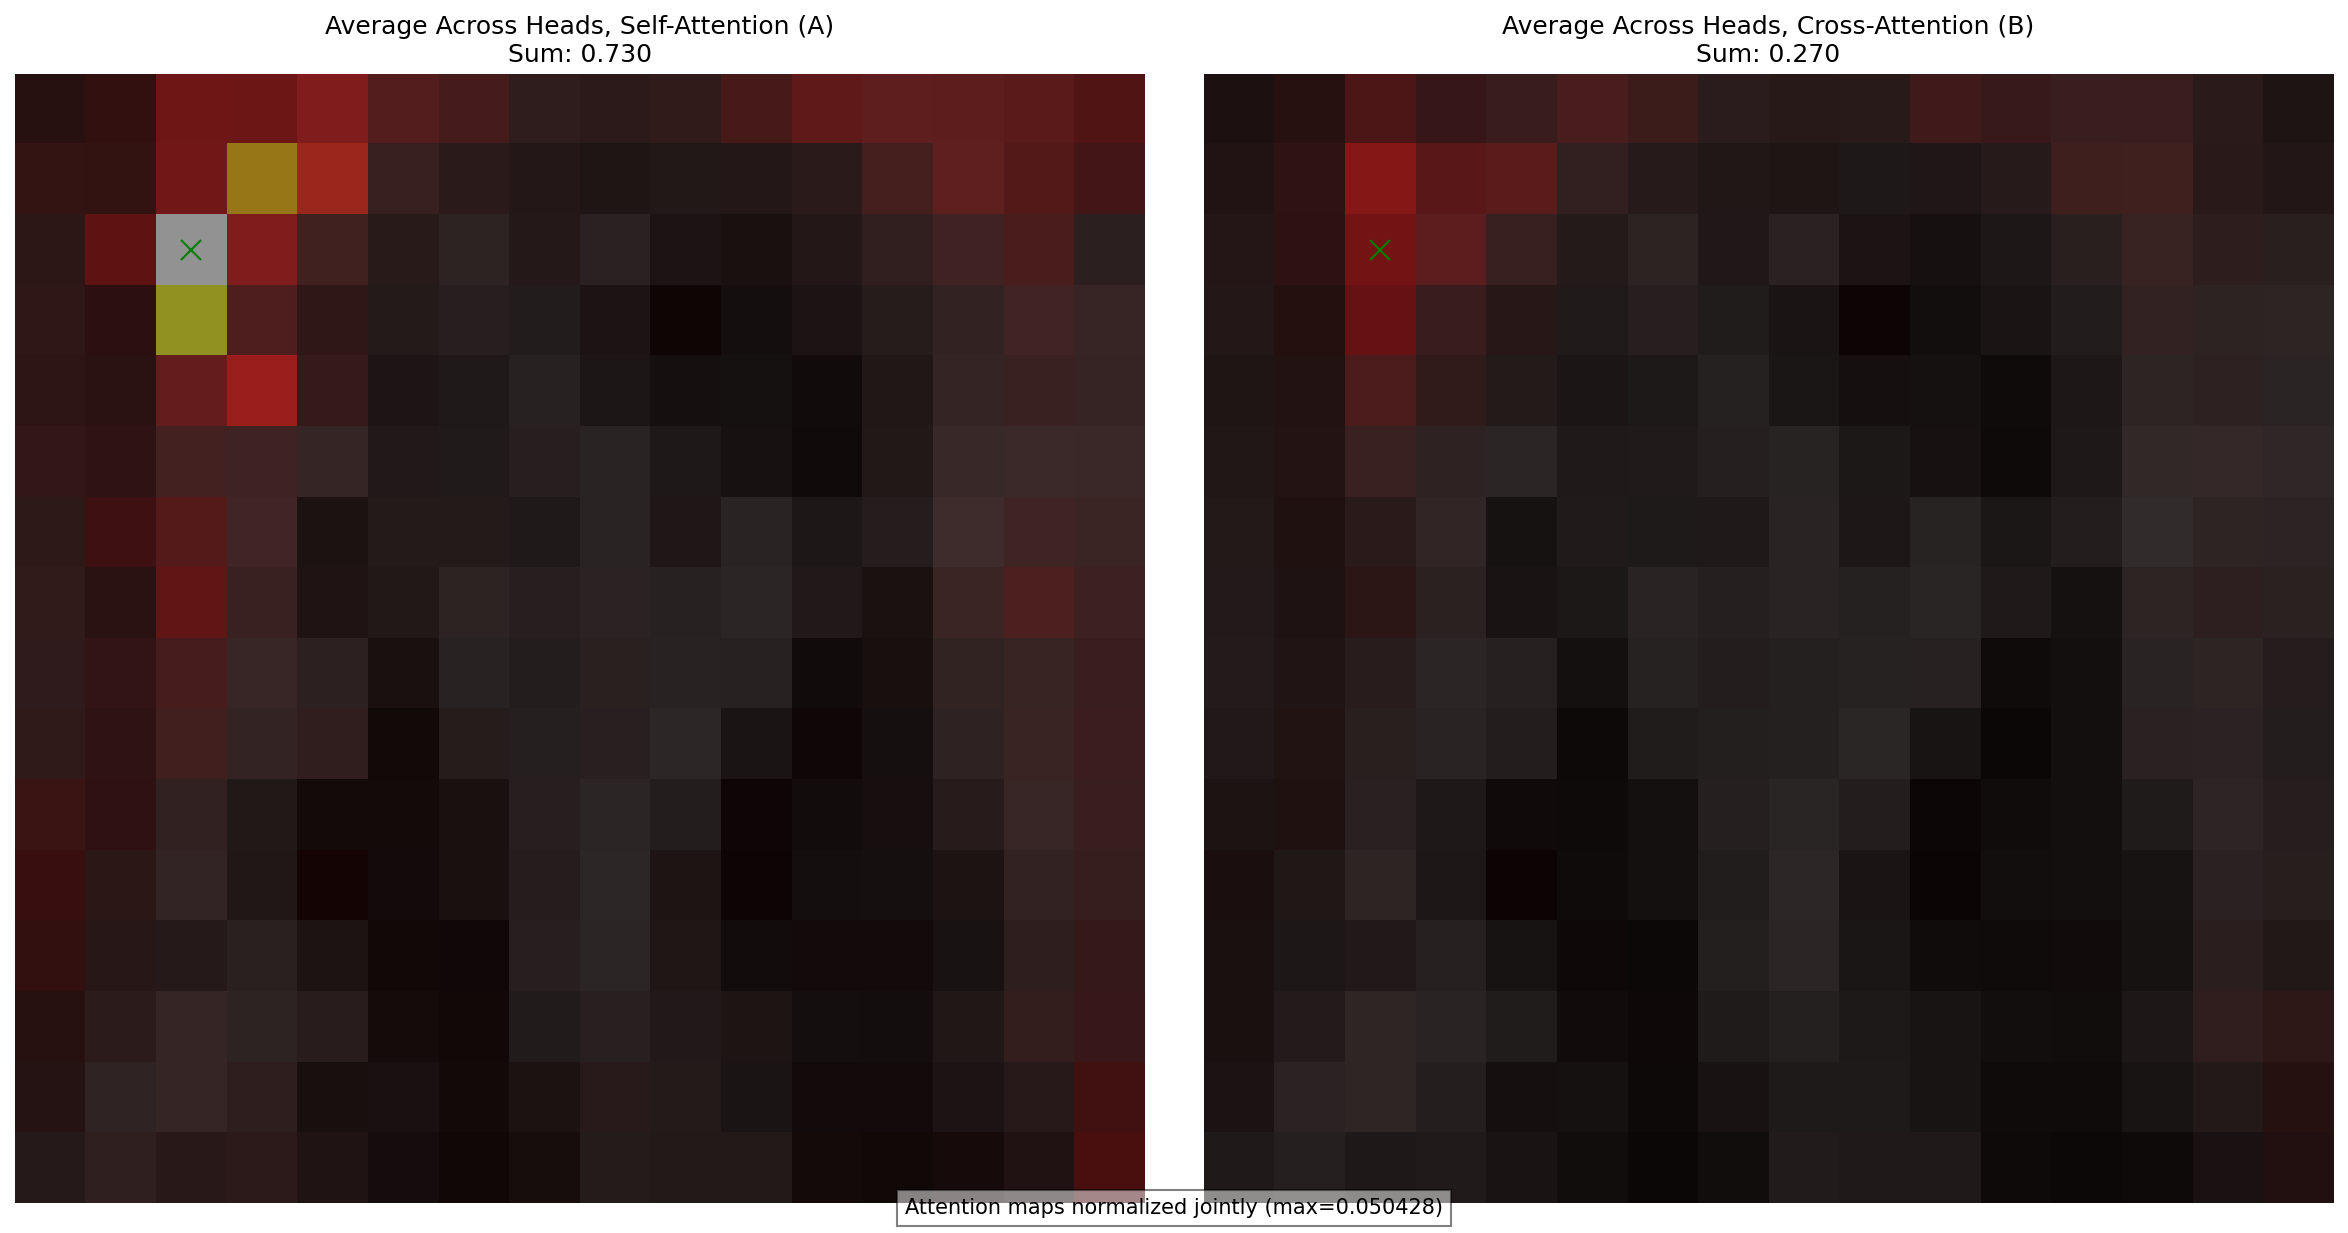 Average Across Heads, Self-Attention (A)
Sum: 0.730
Average Across Heads, Cross-Attention (B)
Sum: 0.270
Attention maps normalized jointly (max=0.050428)